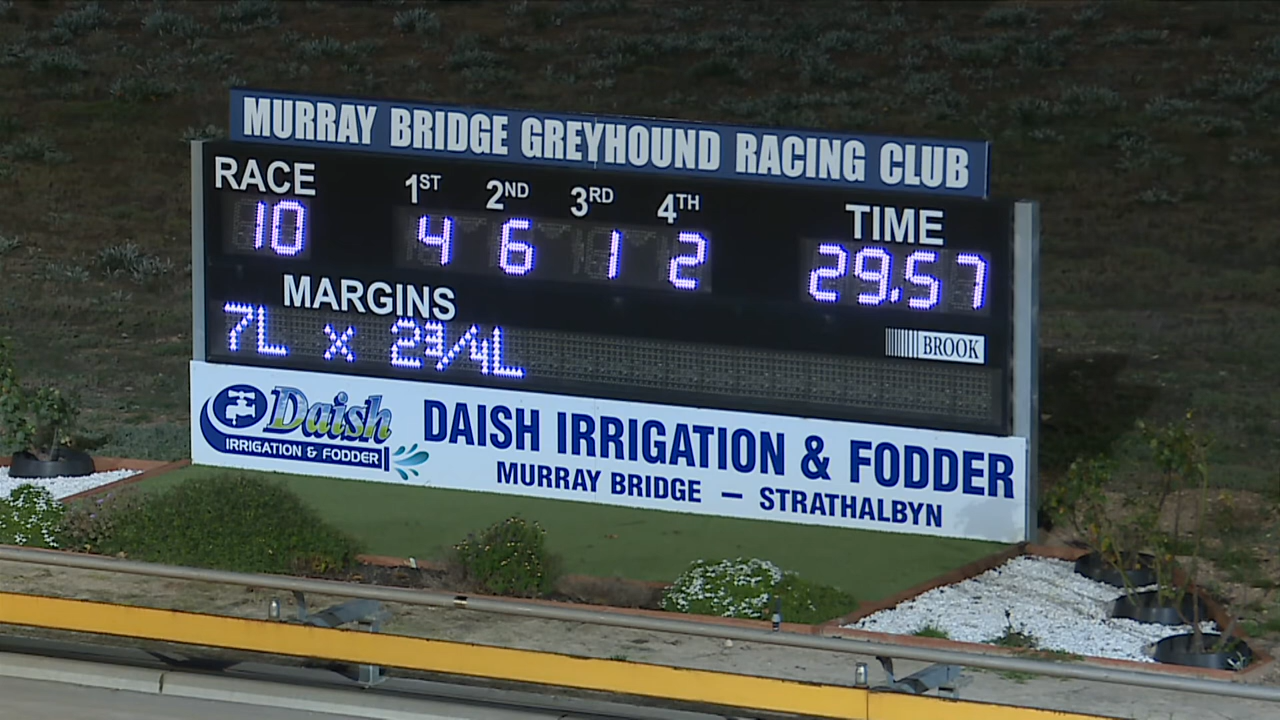 MURRAY BRIDGE GREYHOUND RACING CLUB
RACE 1ST 2ND 3RD 4TH TIME
10 4 6 1 2 29.57
MARGINS
7L x 2¾L
BROOK
Daish
IRRIGATION & FODDER
DAISH IRRIGATION & FODDER
MURRAY BRIDGE – STRATHALBYN